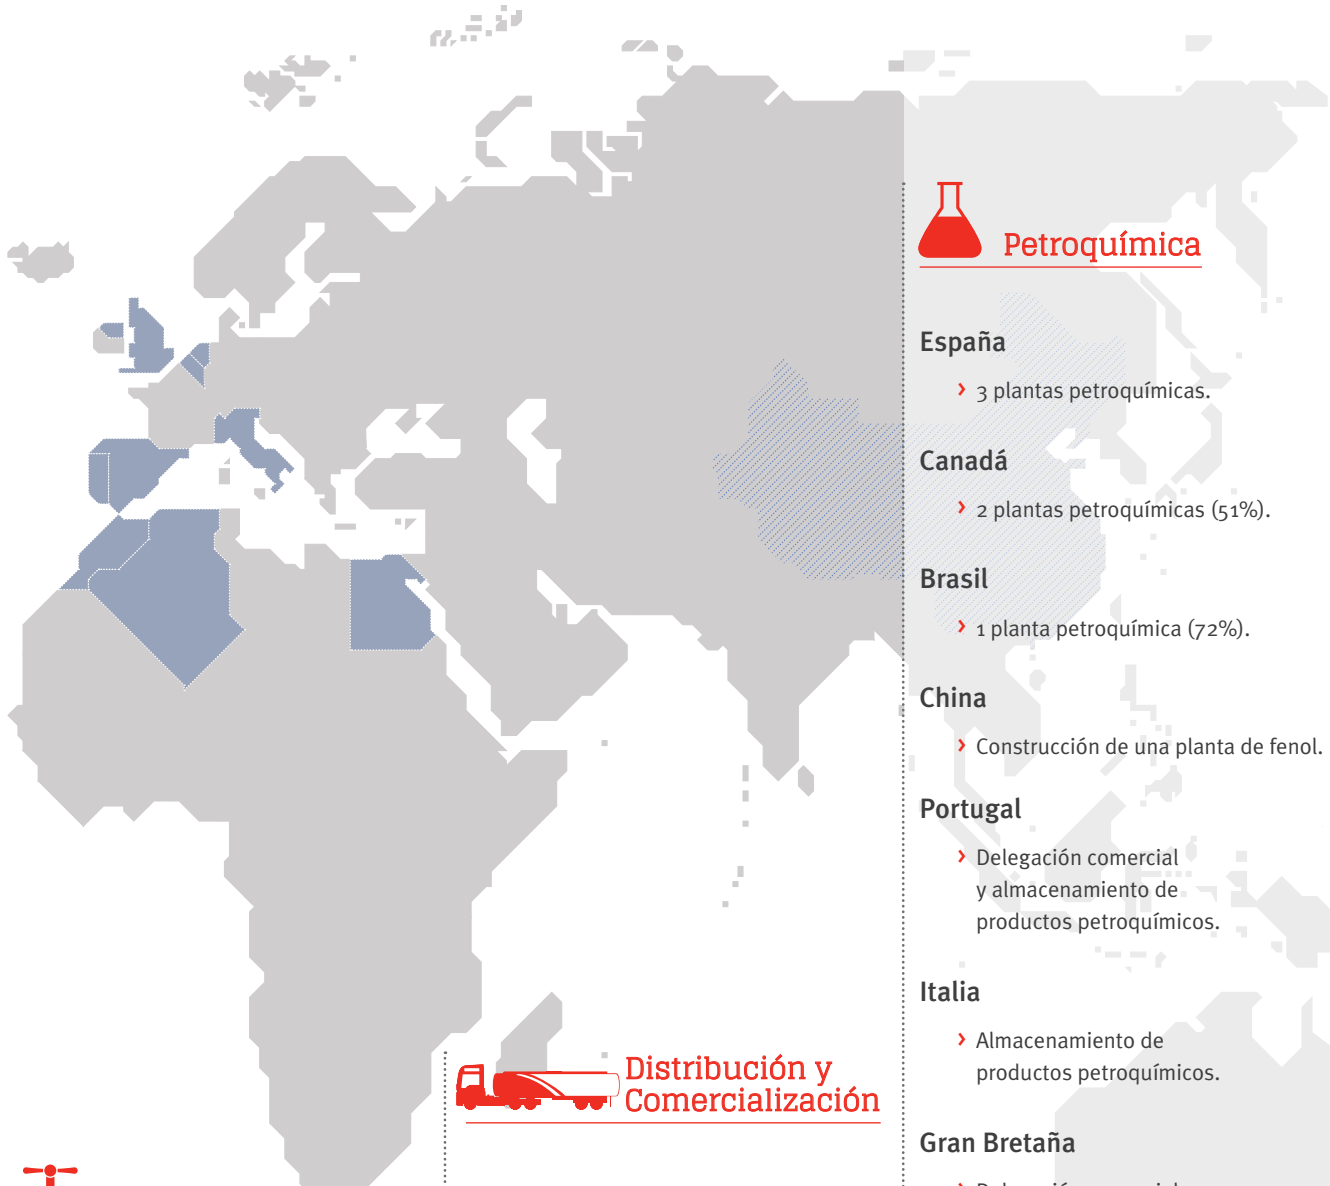 Petroquímica
España
› 3 plantas petroquímicas.
Canadá
› 2 plantas petroquímicas (51%).
Brasil
› 1 planta petroquímica (72%).
China
› Construcción de una planta de fenol.
Portugal
› Delegación comercial
y almacenamiento de
productos petroquímicos.
Italia
› Almacenamiento de
productos petroquímicos.
Gran Bretaña
Distribución y
Comercialización